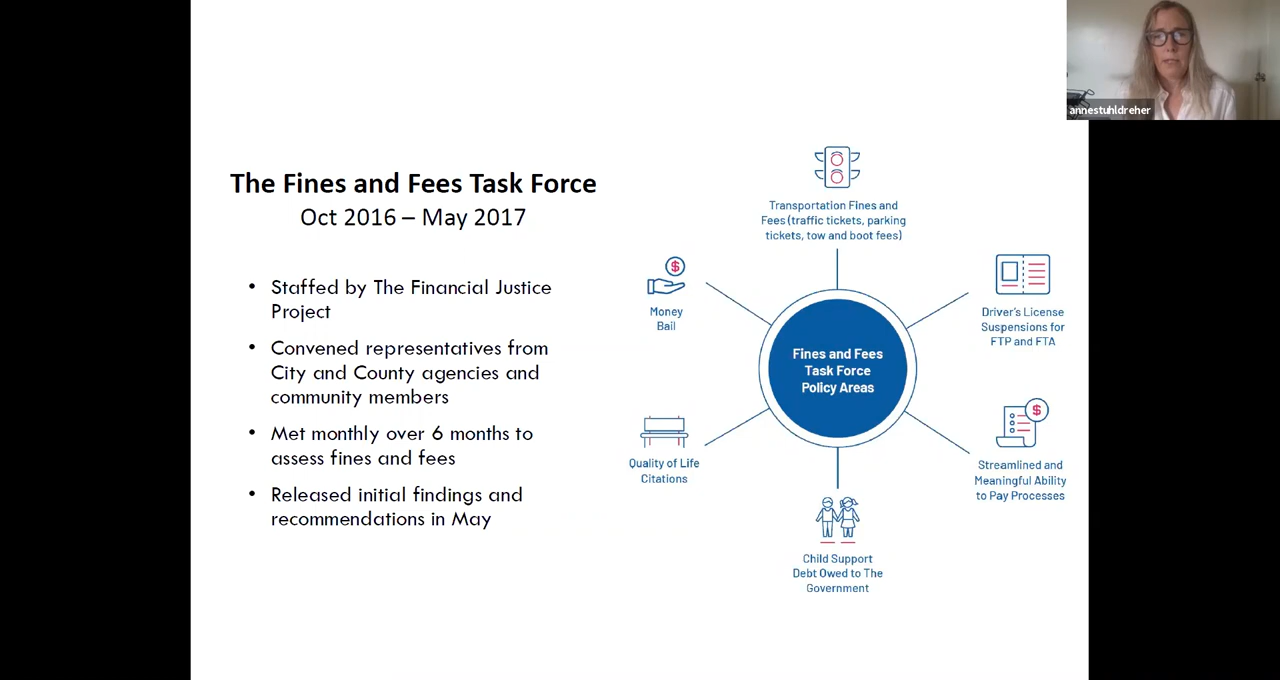 annestuhldreher
The Fines and Fees Task Force
Oct 2016 – May 2017
• Staffed by The Financial Justice
Project
• Convened representatives from
City and County agencies and
community members
• Met monthly over 6 months to
assess fines and fees
• Released initial findings and
recommendations in May
Transportation Fines and
Fees (traffic tickets, parking
tickets, tow and boot fees)
$
Money
Bail
Driver's License
Suspensions for
FTP and FTA
Fines and Fees
Task Force
Policy Areas
Quality of Life
Citations
$
Streamlined and
Meaningful Ability
to Pay Processes
Child Support
Debt Owed to The
Government